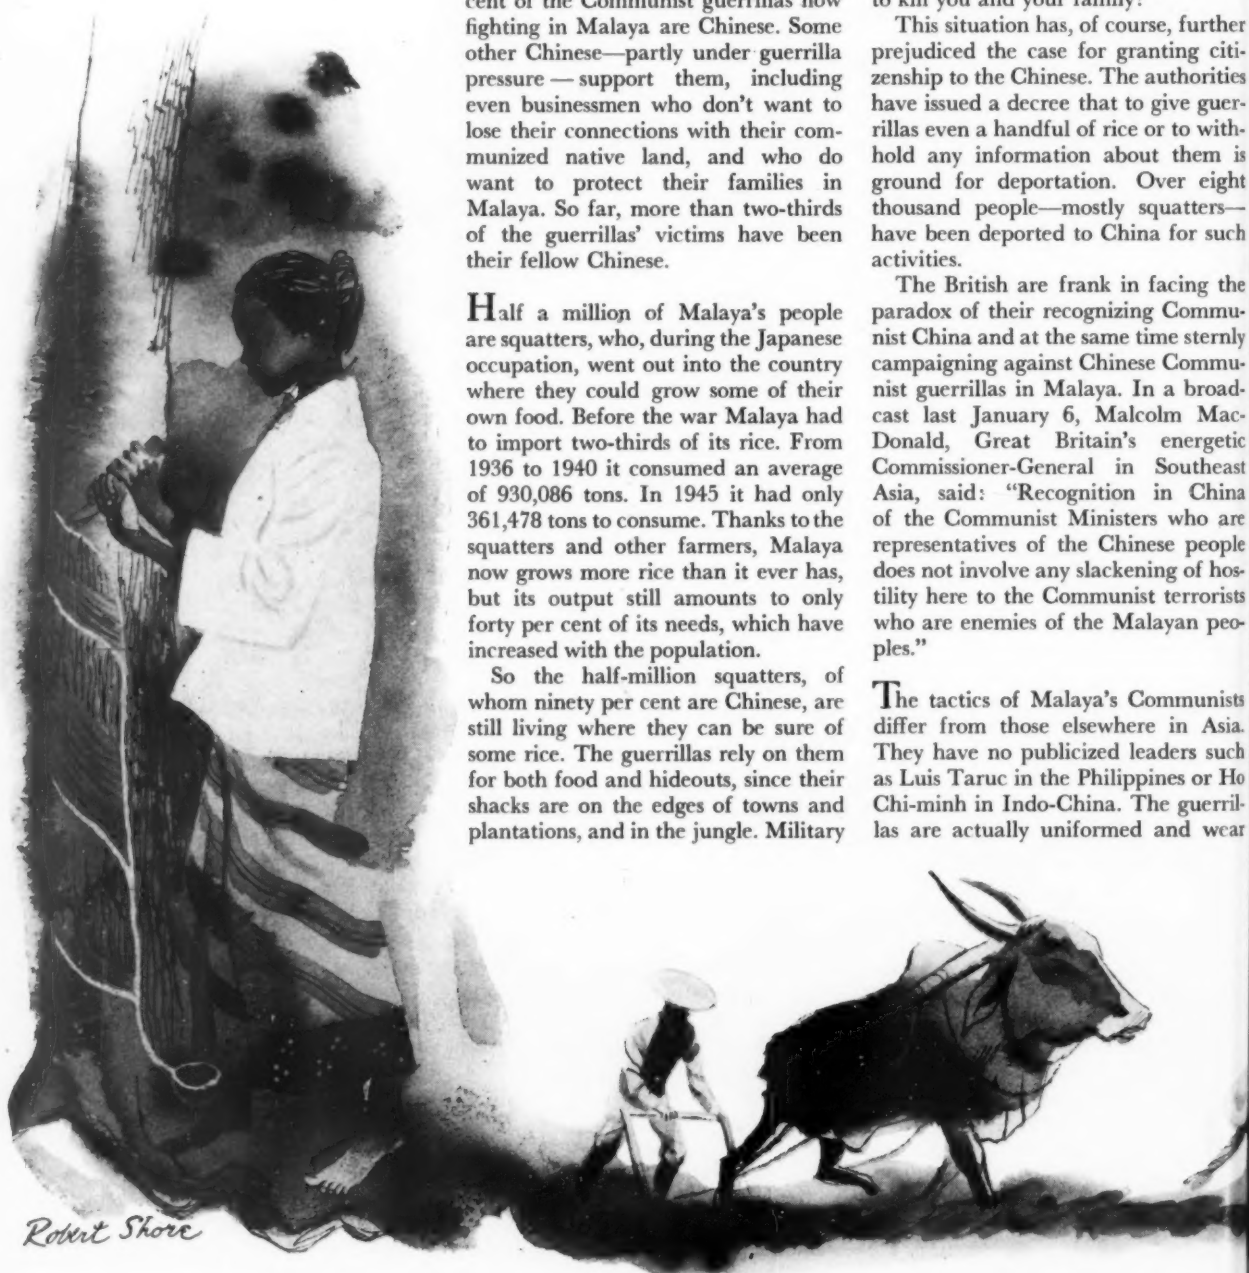 cent of the Communist guerrillas now
fighting in Malaya are Chinese. Some
other Chinese—partly under guerrilla
pressure — support them, including
even businessmen who don't want to
lose their connections with their com-
munized native land, and who do
want to protect their families in
Malaya. So far, more than two-thirds
of the guerrillas' victims have been
their fellow Chinese.
Half a million of Malaya's people
are squatters, who, during the Japanese
occupation, went out into the country
where they could grow some of their
own food. Before the war Malaya had
to import two-thirds of its rice. From
1936 to 1940 it consumed an average
of 930,086 tons. In 1945 it had only
361,478 tons to consume. Thanks to the
squatters and other farmers, Malaya
now grows more rice than it ever has,
but its output still amounts to only
forty per cent of its needs, which have
increased with the population.
So the half-million squatters, of
whom ninety per cent are Chinese, are
still living where they can be sure of
some rice. The guerrillas rely on them
for both food and hideouts, since their
shacks are on the edges of towns and
plantations, and in the jungle. Military
to kill you and your family?
This situation has, of course, further
prejudiced the case for granting citi-
zenship to the Chinese. The authorities
have issued a decree that to give guer-
rillas even a handful of rice or to with-
hold any information about them is
ground for deportation. Over eight
thousand people—mostly squatters—
have been deported to China for such
activities.
The British are frank in facing the
paradox of their recognizing Commu-
nist China and at the same time sternly
campaigning against Chinese Commu-
nist guerrillas in Malaya. In a broad-
cast last January 6, Malcolm Mac-
Donald, Great Britain's energetic
Commissioner-General in Southeast
Asia, said: “Recognition in China
of the Communist Ministers who are
representatives of the Chinese people
does not involve any slackening of hos-
tility here to the Communist terrorists
who are enemies of the Malayan peo-
ples.”
The tactics of Malaya's Communists
differ from those elsewhere in Asia.
They have no publicized leaders such
as Luis Taruc in the Philippines or Ho
Chi-minh in Indo-China. The guerril-
las are actually uniformed and wear
Robert Shore